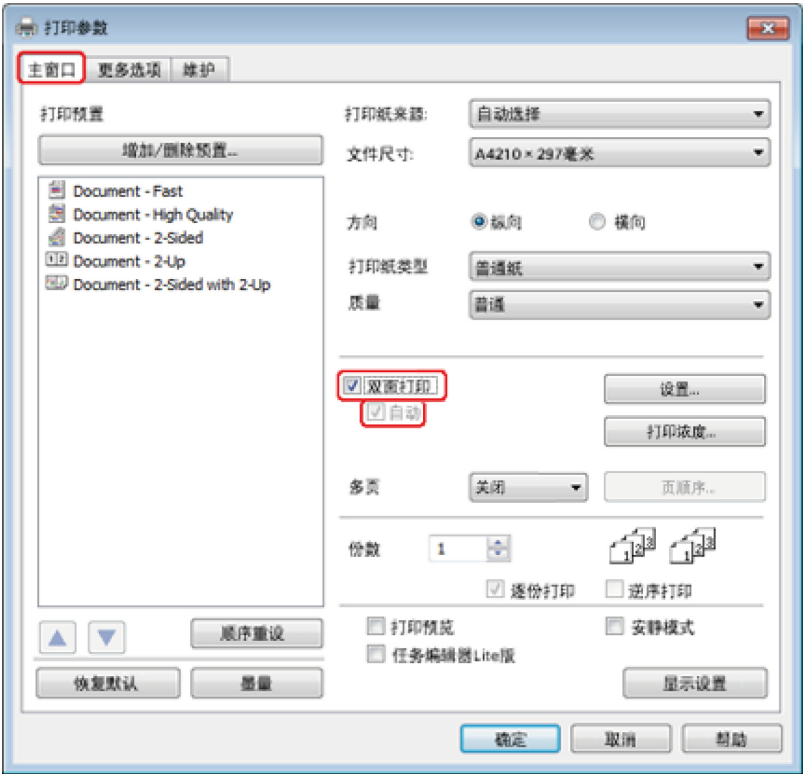 打印参数
主窗口 更多选项 维护
打印预置
增加/删除预置...
Document - Fast
Document - High Quality
Document - 2-Sided
Document - 2-Up
Document - 2-Sided with 2-Up
顺序重设
恢复默认 墨量
打印纸来源: 自动选择
文件尺寸: A4210×297毫米
方向 纵向 横向
打印纸类型 普通纸
质量 普通
双面打印 设置...
自动
打印浓度...
多页 关闭 页顺序...
份数 1
逐份打印 逆序打印
打印预览 安静模式
任务编辑器Lite版
显示设置
确定 取消 帮助